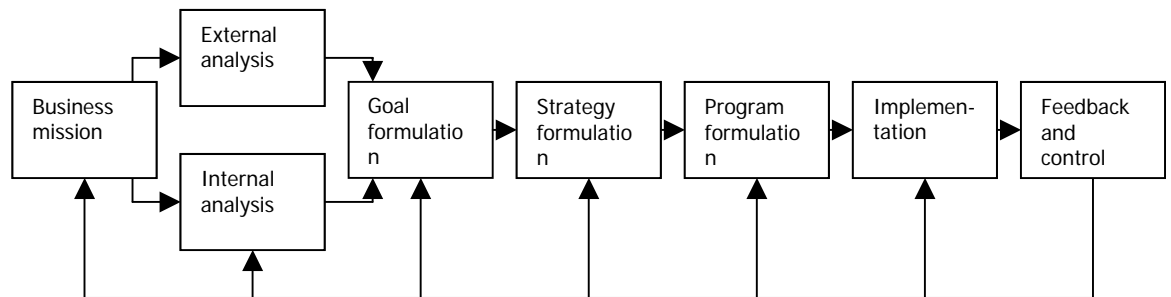 External
analysis
Business
mission
Internal
analysis
Goal
formulatio
n
Strategy
formulatio
n
Program
formulatio
n
Implemen-
tation
Feedback
and
control